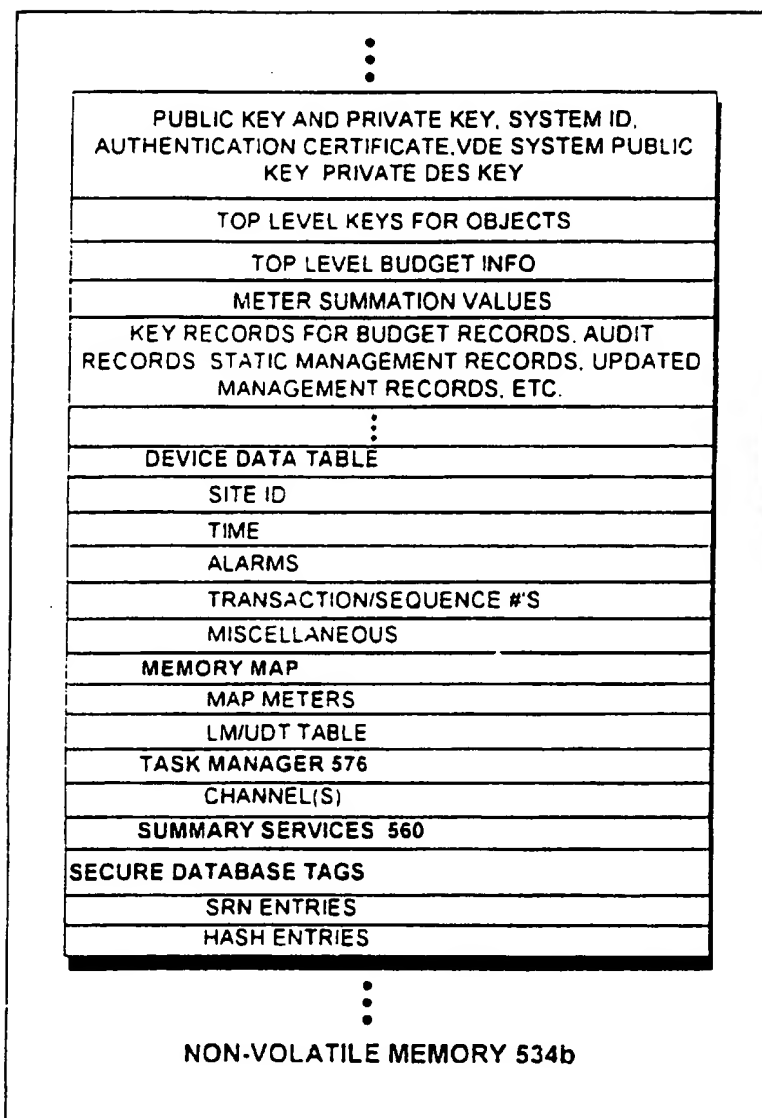 PUBLIC KEY AND PRIVATE KEY, SYSTEM ID,
AUTHENTICATION CERTIFICATE,VDE SYSTEM PUBLIC
KEY PRIVATE DES KEY
TOP LEVEL KEYS FOR OBJECTS
TOP LEVEL BUDGET INFO
METER SUMMATION VALUES
KEY RECORDS FOR BUDGET RECORDS, AUDIT
RECORDS STATIC MANAGEMENT RECORDS, UPDATED
MANAGEMENT RECORDS, ETC.
DEVICE DATA TABLE
SITE ID
TIME
ALARMS
TRANSACTION/SEQUENCE #'S
MISCELLANEOUS
MEMORY MAP
MAP METERS
LM/UDT TABLE
TASK MANAGER 576
CHANNEL(S)
SUMMARY SERVICES 560
SECURE DATABASE TAGS
SRN ENTRIES
HASH ENTRIES
NON-VOLATILE MEMORY 534b